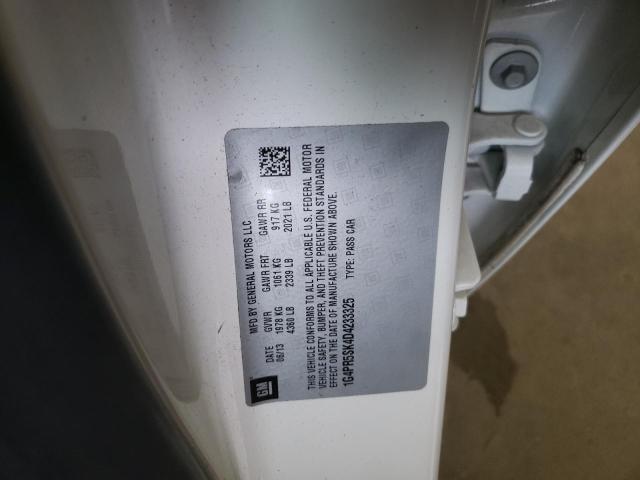 GM
MFD BY GENERAL MOTORS LLC
DATE GVWR GAWR FRT GAWR RR
06/13 1978 KG 1061 KG 917 KG
4360 LB 2339 LB 2021 LB
THIS VEHICLE CONFORMS TO ALL APPLICABLE U.S. FEDERAL MOTOR
VEHICLE SAFETY, BUMPER, AND THEFT PREVENTION STANDARDS IN
EFFECT ON THE DATE OF MANUFACTURE SHOWN ABOVE.
1G4PR5SK4D4233325 TYPE: PASS CAR